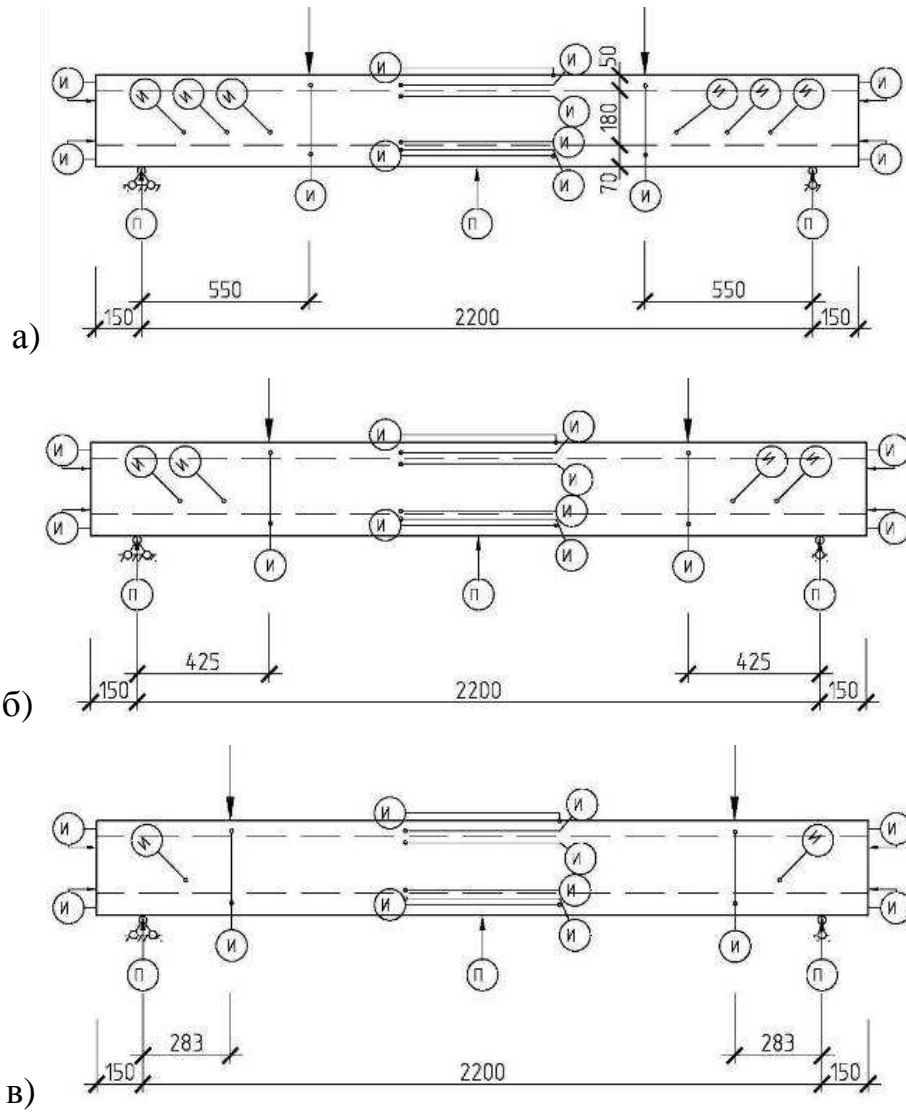 И И 50
И И И И И И И И
И 180
И
И И И
И 70
И И
П П П
550 550
150 2200 150
а)
И И
И И И И И И
И
И
И И И
И
И И
П П П
425 425
150 2200 150
б)
И И
И И И И
И
И
И И И
И
И И
П П П
283 283
150 2200 150
в)